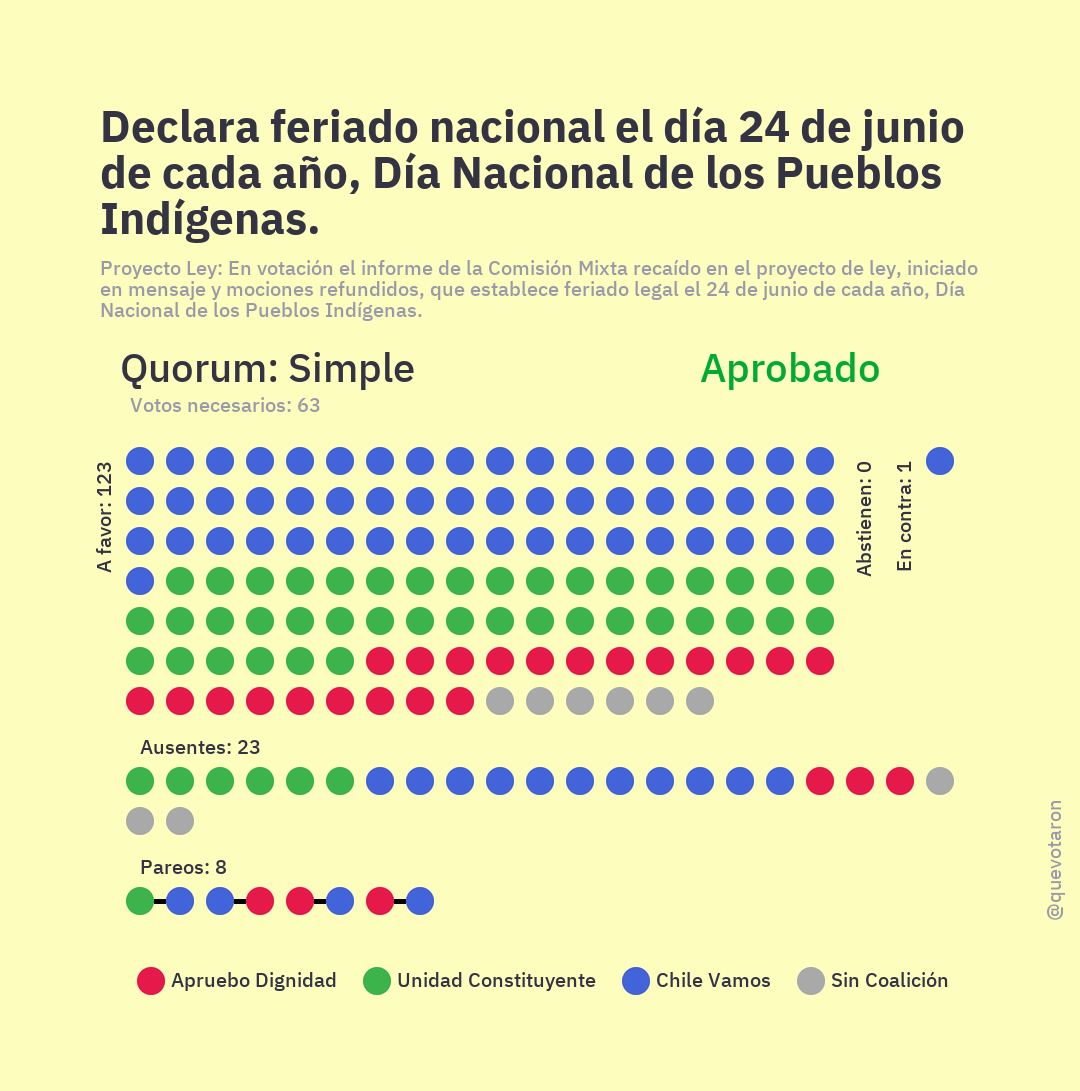 Declara feriado nacional el día 24 de junio
de cada año, Día Nacional de los Pueblos
Indígenas.
Proyecto Ley: En votación el informe de la Comisión Mixta recaído en el proyecto de ley, iniciado
en mensaje y mociones refundidos, que establece feriado legal el 24 de junio de cada año, Día
Nacional de los Pueblos Indígenas.
Quorum: Simple
Aprobado
Votos necesarios: 63
A favor: 123
Abstienen: 0
En contra: 1
Ausentes: 23
Pareos: 8
@quevotaron
Apruebo Dignidad
Unidad Constituyente
Chile Vamos
Sin Coalición